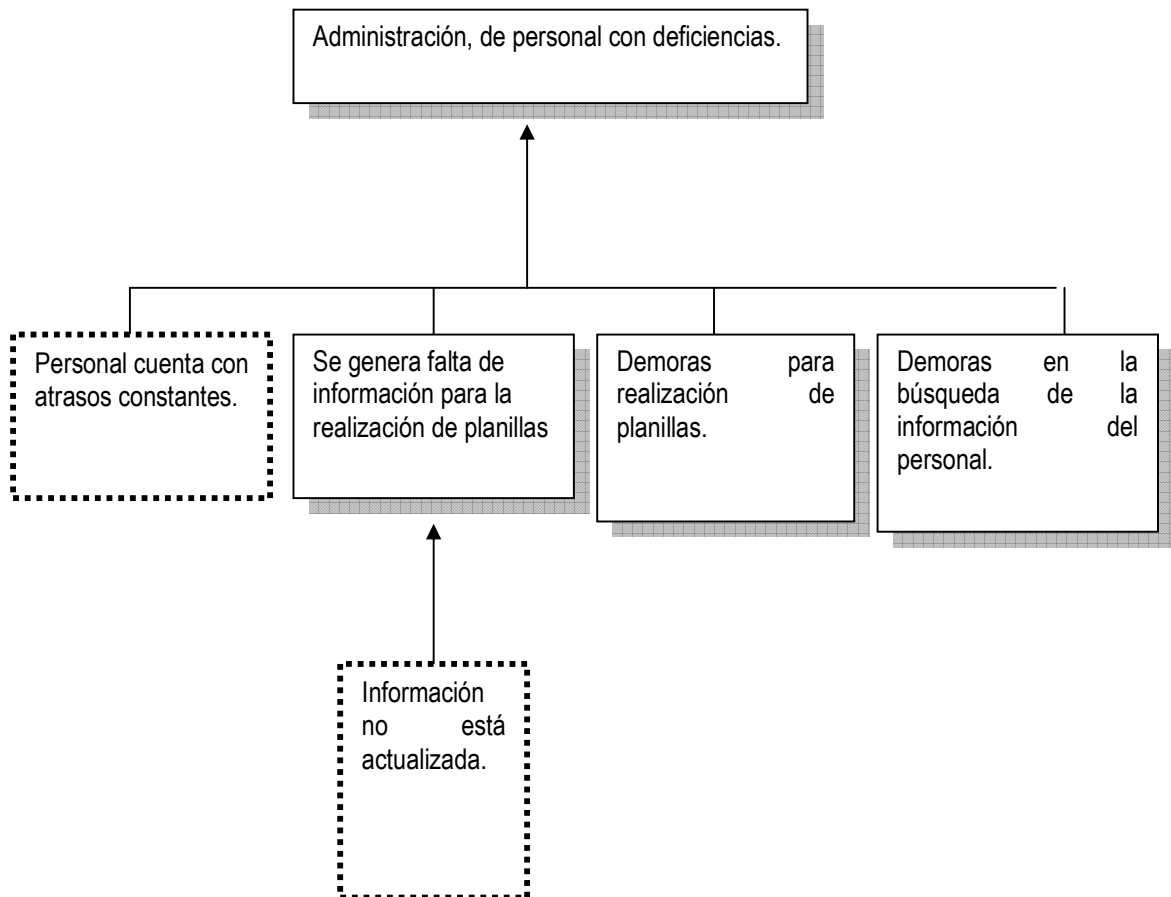 Administración, de personal con deficiencias.
Personal cuenta con
atrasos constantes.
Se genera falta de
información para la
realización de planillas
Demoras para
realización de
planillas.
Demoras en la
búsqueda de la
información del
personal.
Información
no está
actualizada.